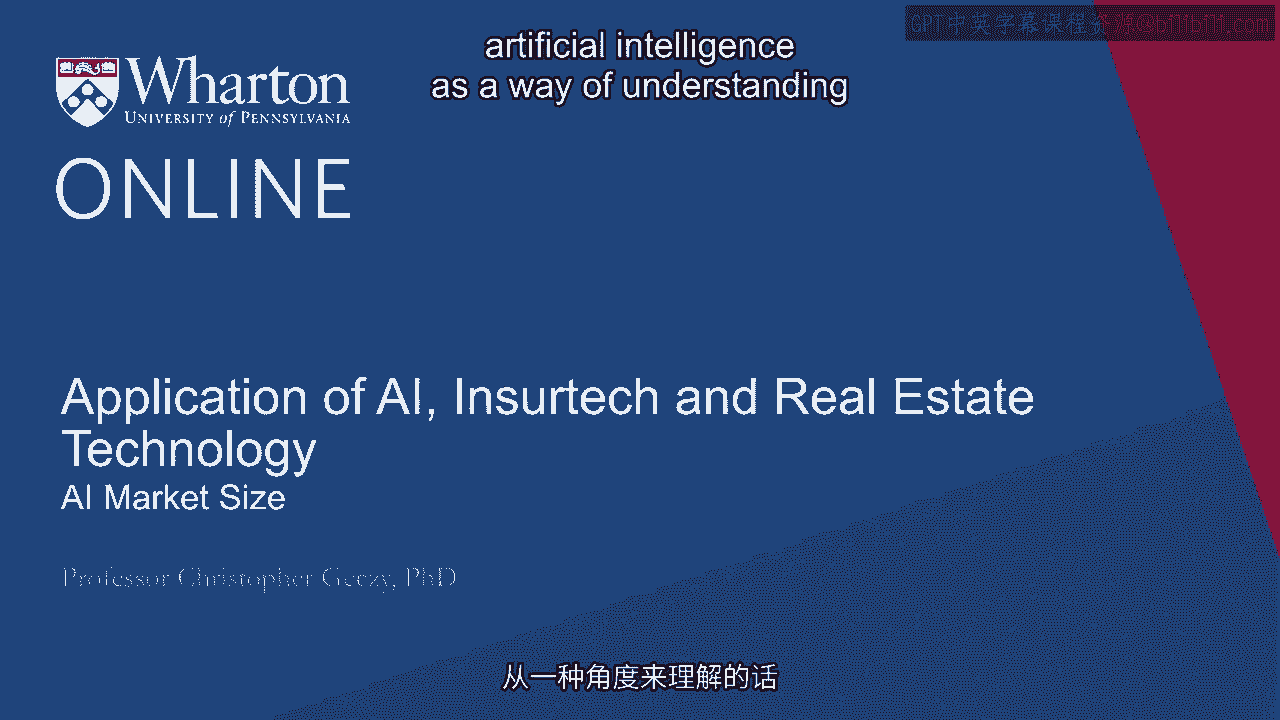 artificial intelligence
as a way of understanding
Wharton
UNIVERSITY of PENNSYLVANIA
ONLINE
Application of AI, Insurtech and Real Estate
Technology
AI Market Size
Professor Christopher Geczy, PhD
从一种角度来理解的话
GPT中英字幕课程资源